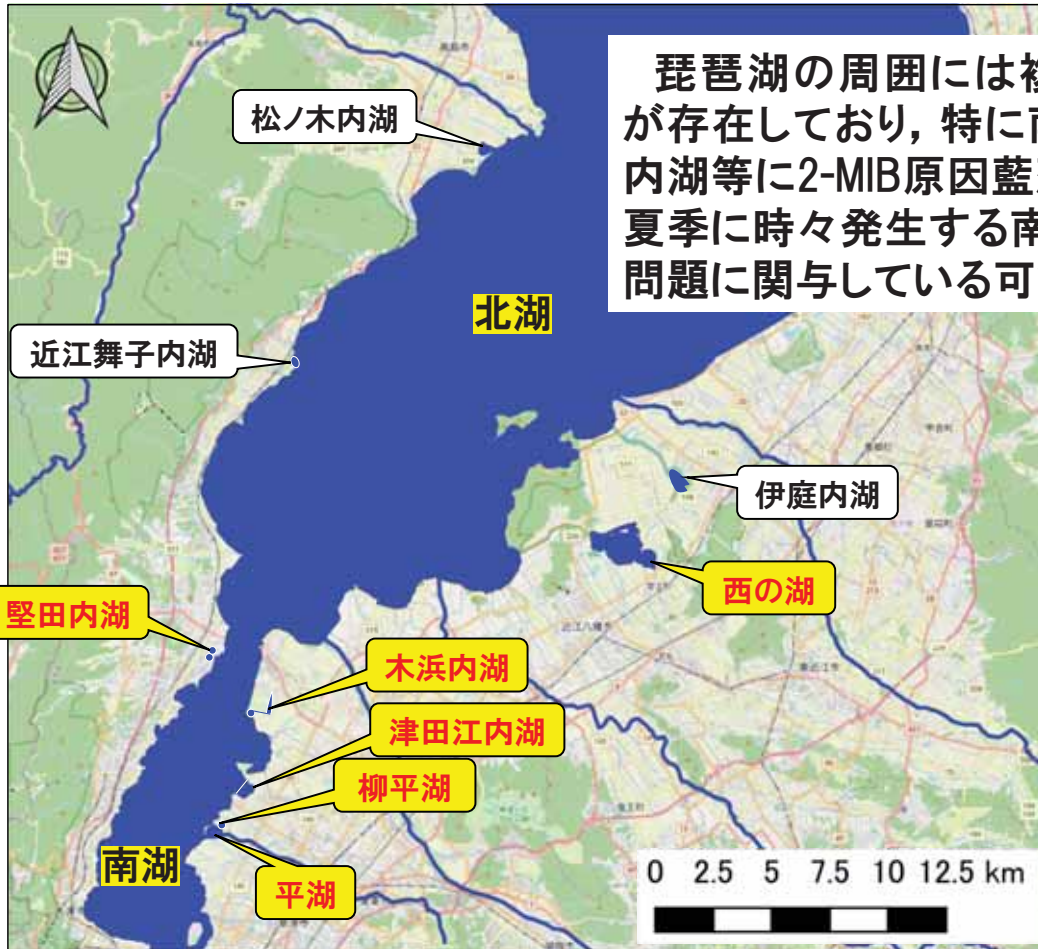 琵琶湖の周囲には複
が存在しており，特に南
内湖等に2-MIB原因藍
夏季に時々発生する南
問題に関与している可
松ノ木内湖
北湖
近江舞子内湖
伊庭内湖
西の湖
堅田内湖
木浜内湖
津田江内湖
柳平湖
南湖
平湖
0 2.5 5 7.5 10 12.5 km